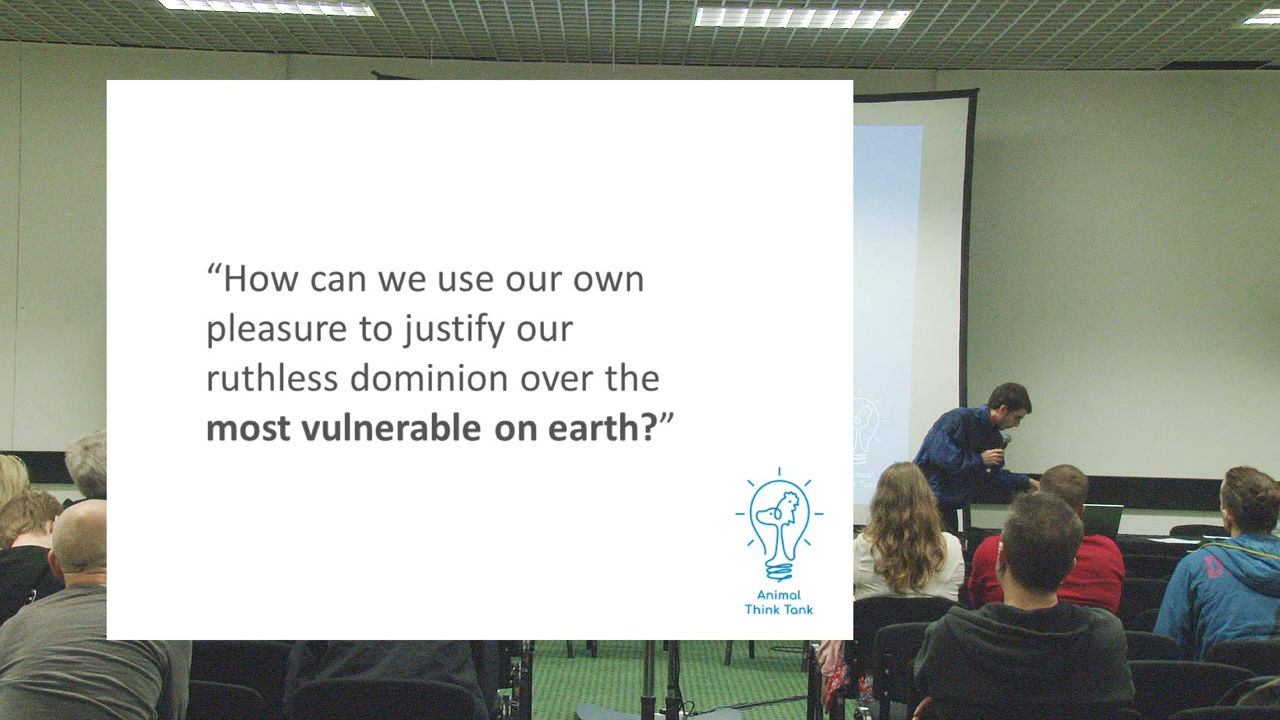 “How can we use our own
pleasure to justify our
ruthless dominion over the
most vulnerable on earth?”
Animal
Think Tank